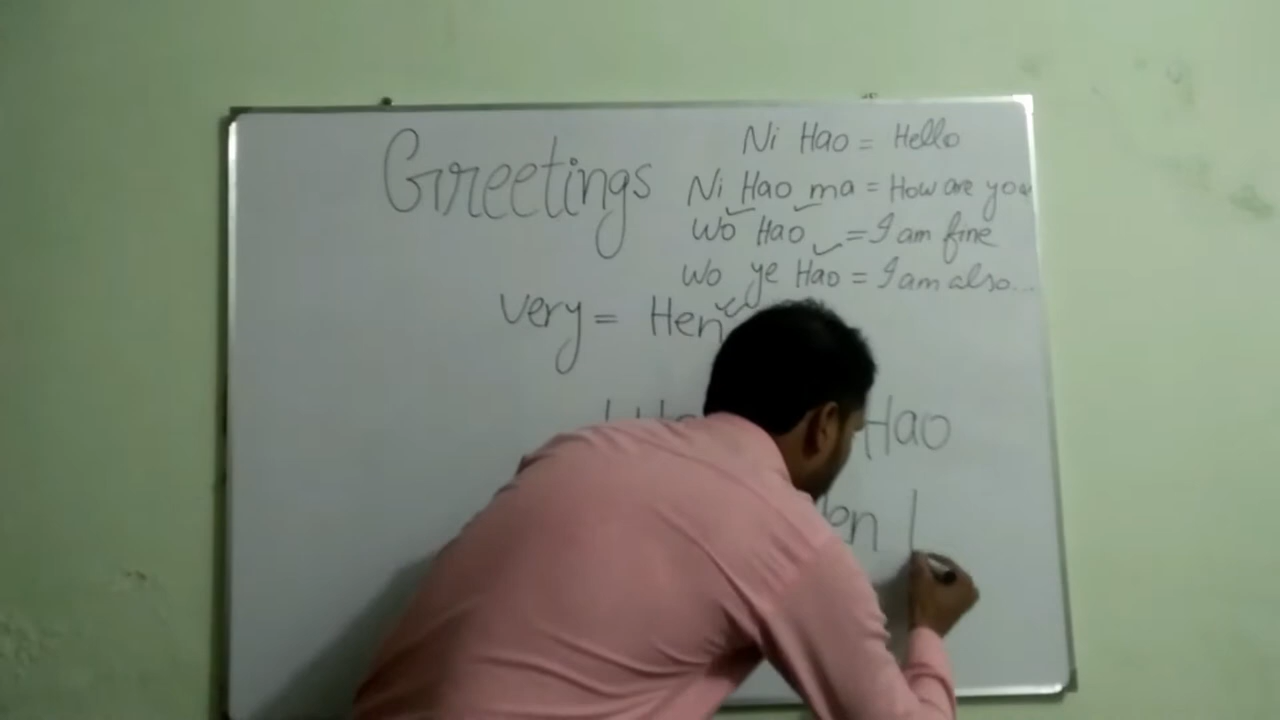 Greetings
Ni Hao = Hello
Ni Hao ma = How are you
Wo Hao = I am fine
Wo ye Hao = I am also...
Very = Hen
Hao